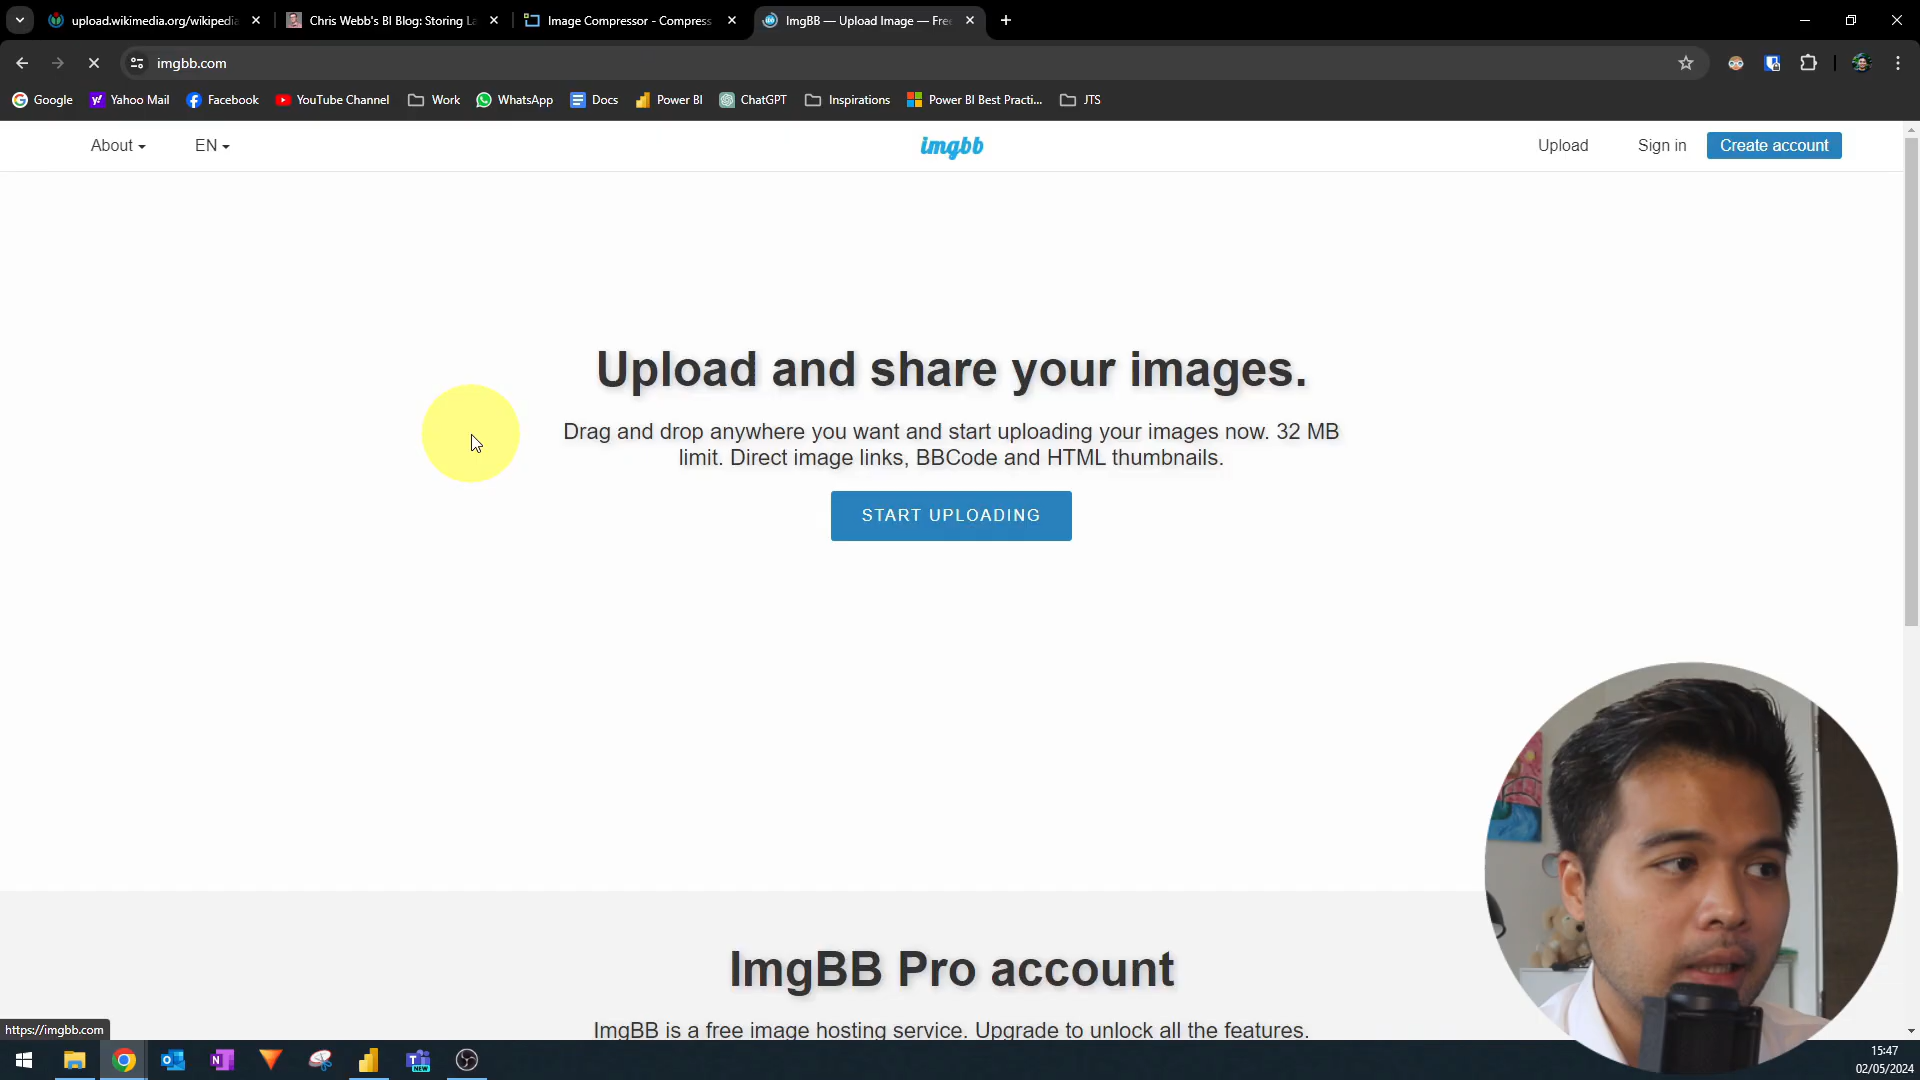 upload.wikimedia.org/wikipedia
Chris Webb's BI Blog: Storing La
Image Compressor - Compress
ImgBB — Upload Image — Free
imgbb.com
Google
Yahoo Mail
Facebook
YouTube Channel
Work
WhatsApp
Docs
Power BI
ChatGPT
Inspirations
Power BI Best Practi...
JTS
About
EN
imgbb
Upload
Sign in
Create account
Upload and share your images.
Drag and drop anywhere you want and start uploading your images now. 32 MB
limit. Direct image links, BBCode and HTML thumbnails.
START UPLOADING
ImgBB Pro account
ImgBB is a free image hosting service. Upgrade to unlock all the features.
https://imgbb.com
NEW
15:47
02/05/2024